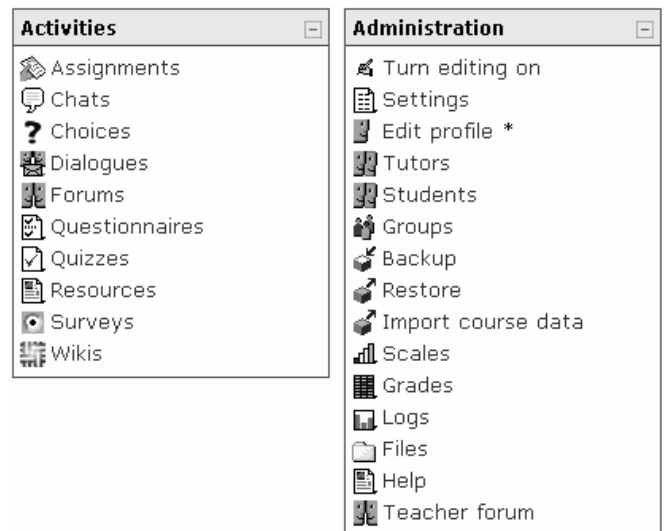 Activities
Assignments
Chats
Choices
Dialogues
Forums
Questionnaires
Quizzes
Resources
Surveys
Wikis
Administration
Turn editing on
Settings
Edit profile *
Tutors
Students
Groups
Backup
Restore
Import course data
Scales
Grades
Logs
Files
Help
Teacher forum